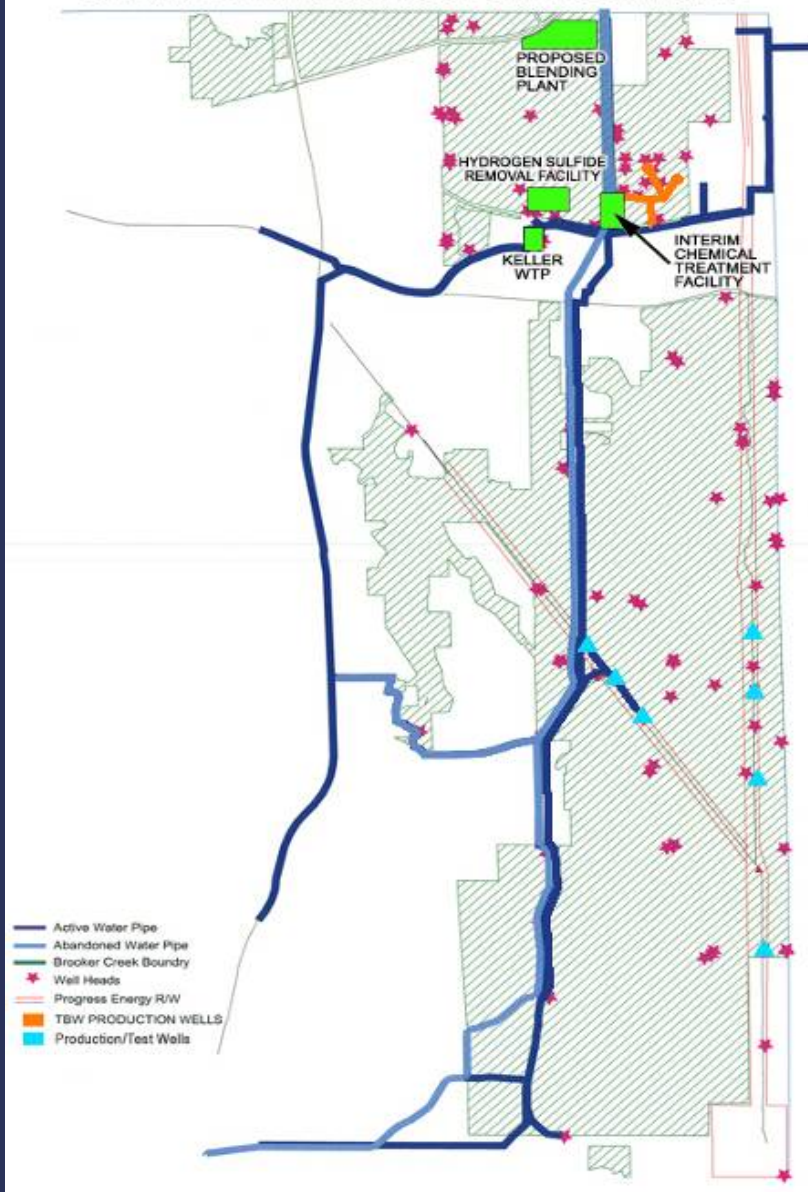 PROPOSED
BLENDING
PLANT
HYDROGEN SULFIDE
REMOVAL FACILITY
KELLER
WTP
INTERIM
CHEMICAL
TREATMENT
FACILITY
Active Water Pipe
Abandoned Water Pipe
Brooker Creek Boundry
Well Heads
Progress Energy R/W
TBW PRODUCTION WELLS
Production/Test Wells